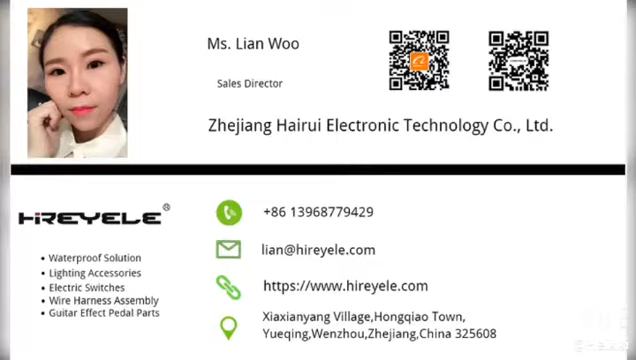 Ms. Lian Woo
Sales Director
Zhejiang Hairui Electronic Technology Co., Ltd.
HIREYELE®
• Waterproof Solution
• Lighting Accessories
• Electric Switches
• Wire Harness Assembly
• Guitar Effect Pedal Parts
+86 13968779429
lian@hireyele.com
https://www.hireyele.com
Xiaxianyang Village,Hongqiao Town,
Yueqing,Wenzhou,Zhejiang,China 325608